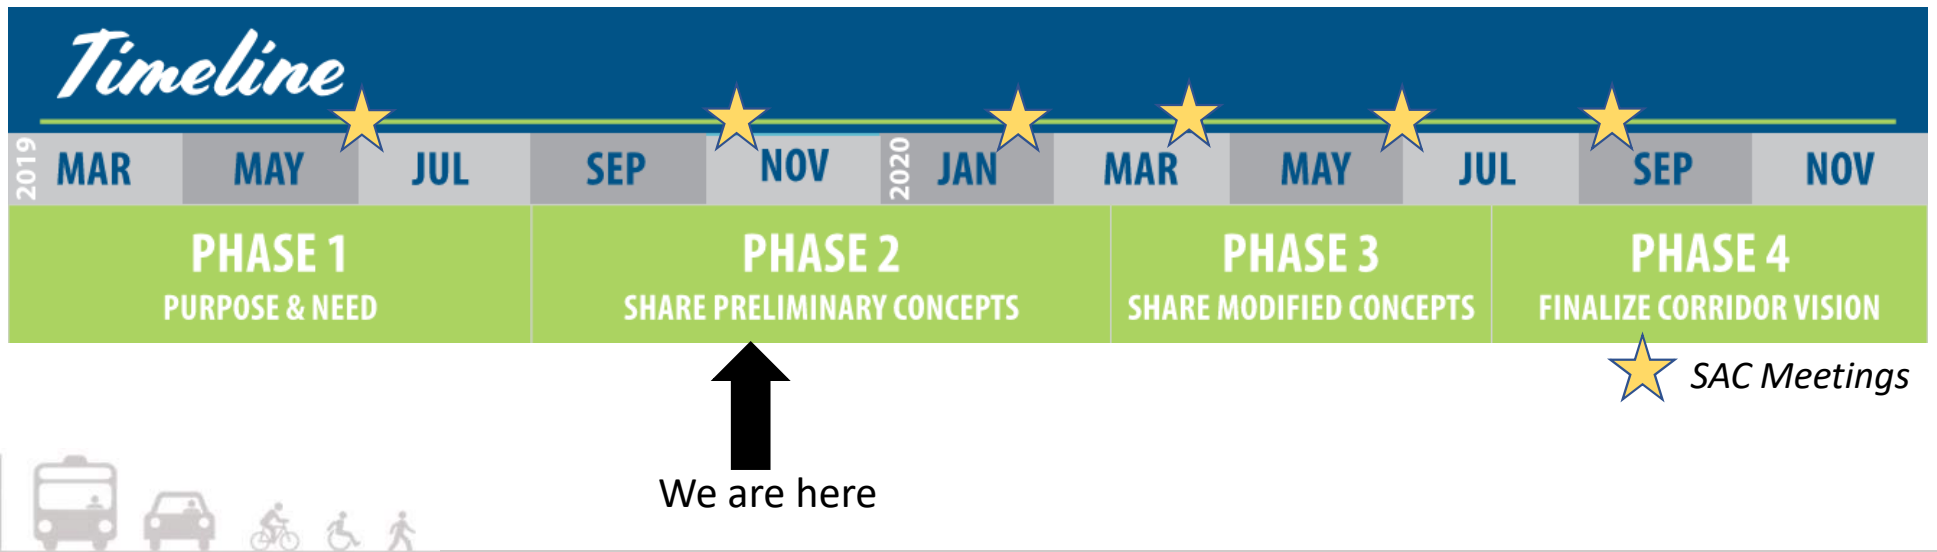 Timeline
2019 MAR MAY JUL SEP NOV 2020 JAN MAR MAY JUL SEP NOV
PHASE 1 PHASE 2 PHASE 3 PHASE 4
PURPOSE & NEED SHARE PRELIMINARY CONCEPTS SHARE MODIFIED CONCEPTS FINALIZE CORRIDOR VISION
SAC Meetings
We are here